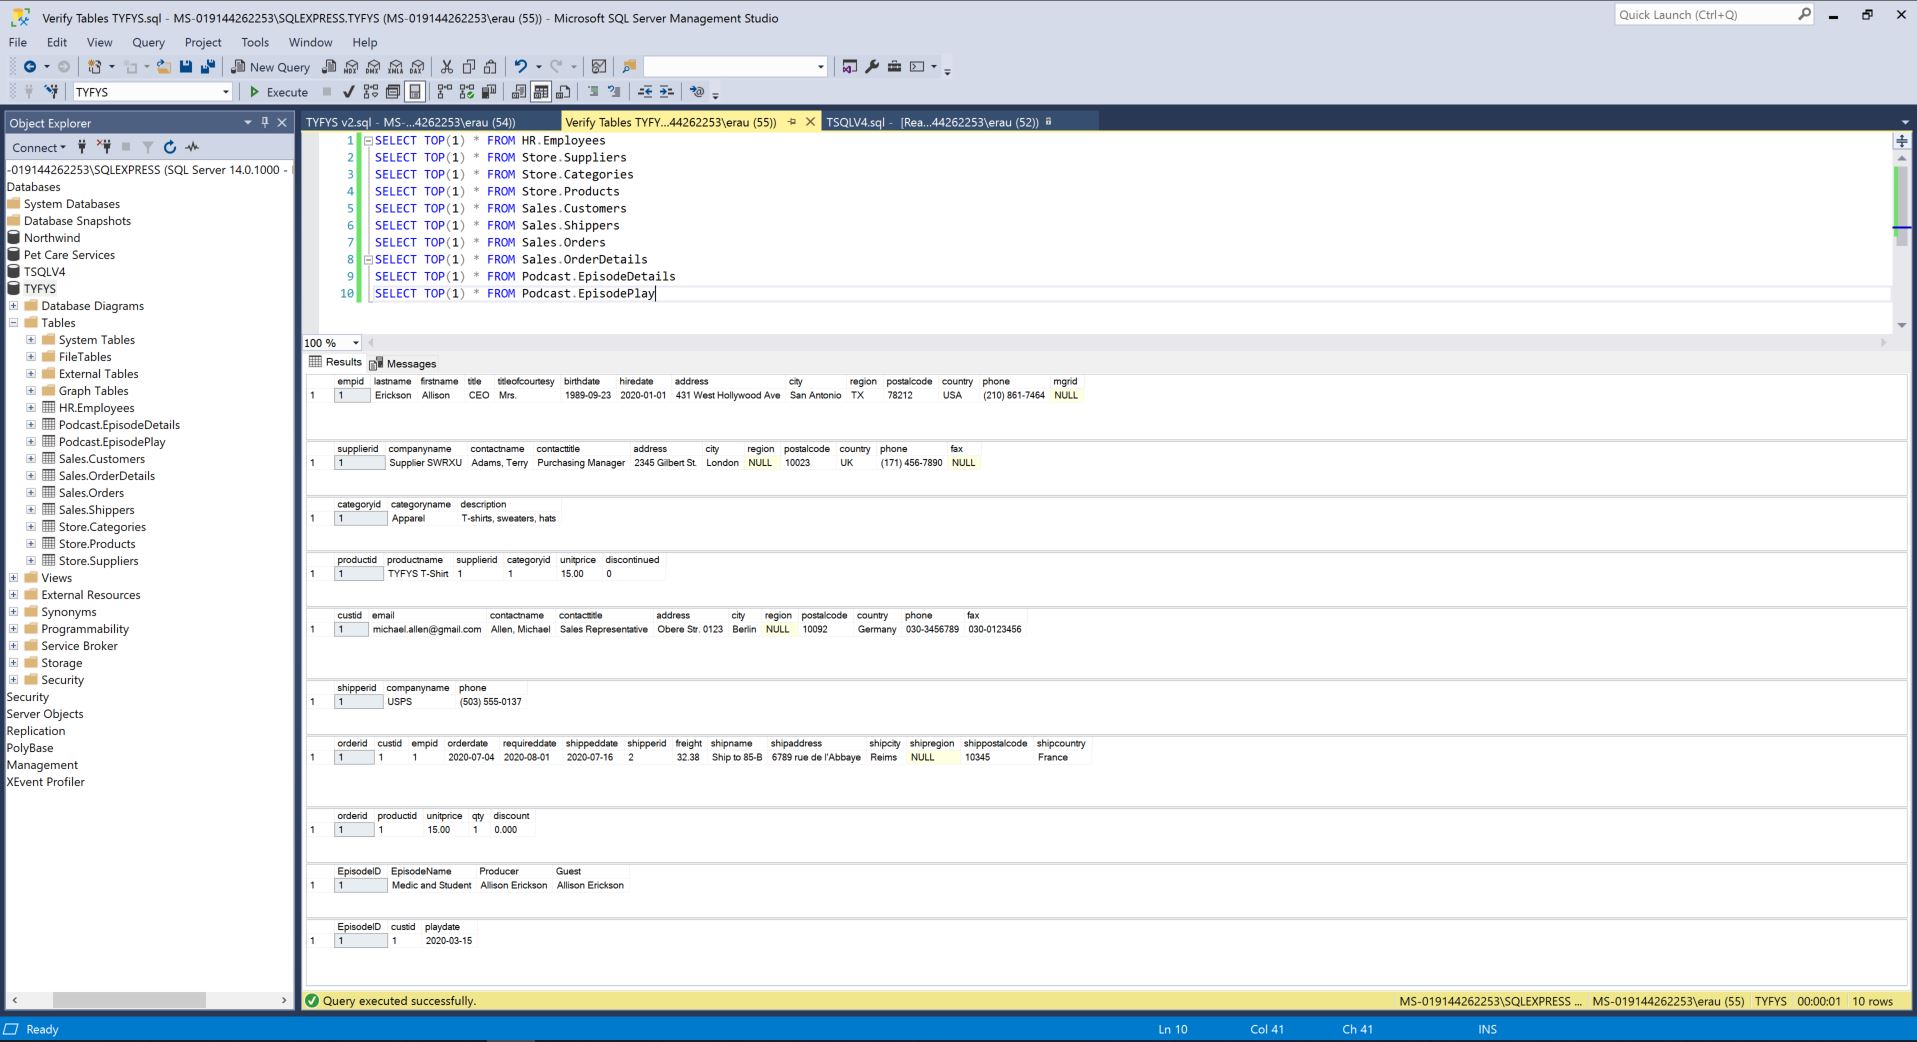 Verify Tables TYFYS.sql - MS-019144262253\SQLEXPRESS.TYFYS (MS-019144262253\erau (55)) - Microsoft SQL Server Management Studio
Quick Launch (Ctrl+Q)
File Edit View Query Project Tools Window Help
New Query MDX DMX XMLA DAX
TYFYS Execute
Object Explorer
Connect
-019144262253\SQLEXPRESS (SQL Server 14.0.1000 -
Databases
System Databases
Database Snapshots
Northwind
Pet Care Services
TSQLV4
TYFYS
Database Diagrams
Tables
System Tables
FileTables
External Tables
Graph Tables
HR.Employees
Podcast.EpisodeDetails
Podcast.EpisodePlay
Sales.Customers
Sales.OrderDetails
Sales.Orders
Sales.Shippers
Store.Categories
Store.Products
Store.Suppliers
Views
External Resources
Synonyms
Programmability
Service Broker
Storage
Security
Security
Server Objects
Replication
PolyBase
Management
XEvent Profiler
TYFYS v2.sql - MS-...4262253\erau (54)) Verify Tables TYFY...44262253\erau (55)) TSQLV4.sql - [Rea...44262253\erau (52))
1 SELECT TOP(1) * FROM HR.Employees
2 SELECT TOP(1) * FROM Store.Suppliers
3 SELECT TOP(1) * FROM Store.Categories
4 SELECT TOP(1) * FROM Store.Products
5 SELECT TOP(1) * FROM Sales.Customers
6 SELECT TOP(1) * FROM Sales.Shippers
7 SELECT TOP(1) * FROM Sales.Orders
8 SELECT TOP(1) * FROM Sales.OrderDetails
9 SELECT TOP(1) * FROM Podcast.EpisodeDetails
10 SELECT TOP(1) * FROM Podcast.EpisodePlay
100 %
Results Messages
empid lastname firstname title titleofcourtesy birthdate hiredate address city region postalcode country phone mgrid
1 1 Erickson Allison CEO Mrs. 1989-09-23 2020-01-01 431 West Hollywood Ave San Antonio TX 78212 USA (210) 861-7464 NULL
supplierid companyname contactname contacttitle address city region postalcode country phone fax
1 1 Supplier SWRXU Adams, Terry Purchasing Manager 2345 Gilbert St. London NULL 10023 UK (171) 456-7890 NULL
categoryid categoryname description
1 1 Apparel T-shirts, sweaters, hats
productid productname supplierid categoryid unitprice discontinued
1 1 TYFYS T-Shirt 1 1 15.00 0
custid email contactname contacttitle address city region postalcode country phone fax
1 1 michael.allen@gmail.com Allen, Michael Sales Representative Obere Str. 0123 Berlin NULL 10092 Germany 030-3456789 030-0123456
shipperid companyname phone
1 1 USPS (503) 555-0137
orderid custid empid orderdate requireddate shippeddate shipperid freight shipname shipaddress shipcity shipregion shippostalcode shipcountry
1 1 1 1 2020-07-04 2020-08-01 2020-07-16 2 32.38 Ship to 85-B 6789 rue de l'Abbaye Reims NULL 10345 France
orderid productid unitprice qty discount
1 1 1 15.00 1 0.000
EpisodeID EpisodeName Producer Guest
1 1 Medic and Student Allison Erickson Allison Erickson
EpisodeID custid playdate
1 1 1 2020-03-15
Query executed successfully. MS-019144262253\SQLEXPRESS ... MS-019144262253\erau (55) TYFYS 00:00:01 10 rows
Ready Ln 10 Col 41 Ch 41 INS